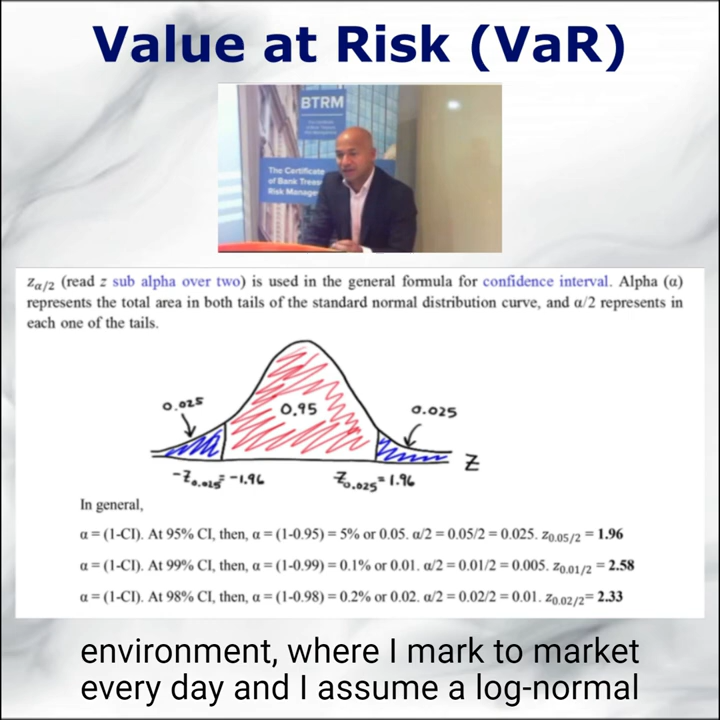 Value at Risk (VaR)
BTRM
The Certificate
of Bank Treas
Risk Manage
zα/2 (read z sub alpha over two) is used in the general formula for confidence interval. Alpha (α)
represents the total area in both tails of the standard normal distribution curve, and α/2 represents in
each one of the tails.
0.025
0.95
0.025
-Z0.025 = -1.96
Z0.025 = 1.96
Z
In general,
α = (1-CI). At 95% CI, then, α = (1-0.95) = 5% or 0.05. α/2 = 0.05/2 = 0.025. z0.05/2 = 1.96
α = (1-CI). At 99% CI, then, α = (1-0.99) = 0.1% or 0.01. α/2 = 0.01/2 = 0.005. z0.01/2 = 2.58
α = (1-CI). At 98% CI, then, α = (1-0.98) = 0.2% or 0.02. α/2 = 0.02/2 = 0.01. z0.02/2 = 2.33
environment, where I mark to market
every day and I assume a log-normal